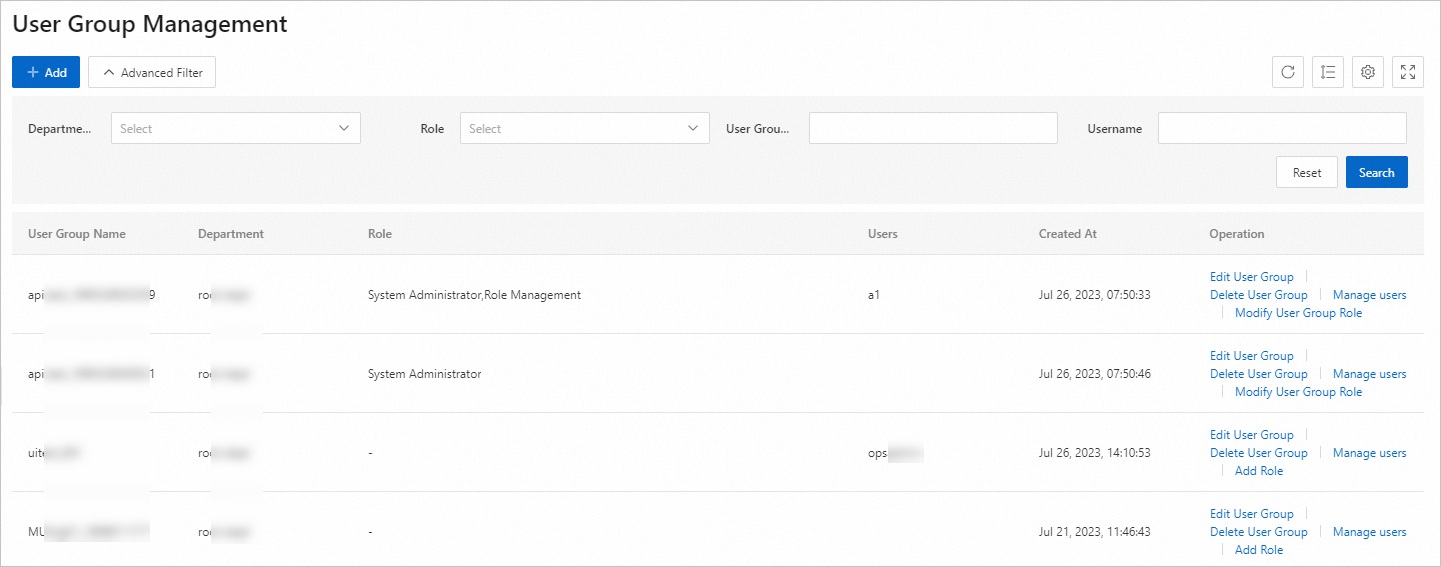 User Group Management
Add Advanced Filter
Departme... Select Role Select User Grou... Username
Reset Search
User Group Name Department Role Users Created At Operation
Edit User Group
System Administrator,Role Management a1 Jul 26, 2023, 07:50:33 Delete User Group Manage users
Modify User Group Role
Edit User Group
System Administrator Jul 26, 2023, 07:50:46 Delete User Group Manage users
Modify User Group Role
Edit User Group
- Jul 26, 2023, 14:10:53 Delete User Group Manage users
Add Role
Edit User Group
- Jul 21, 2023, 11:46:43 Delete User Group Manage users
Add Role